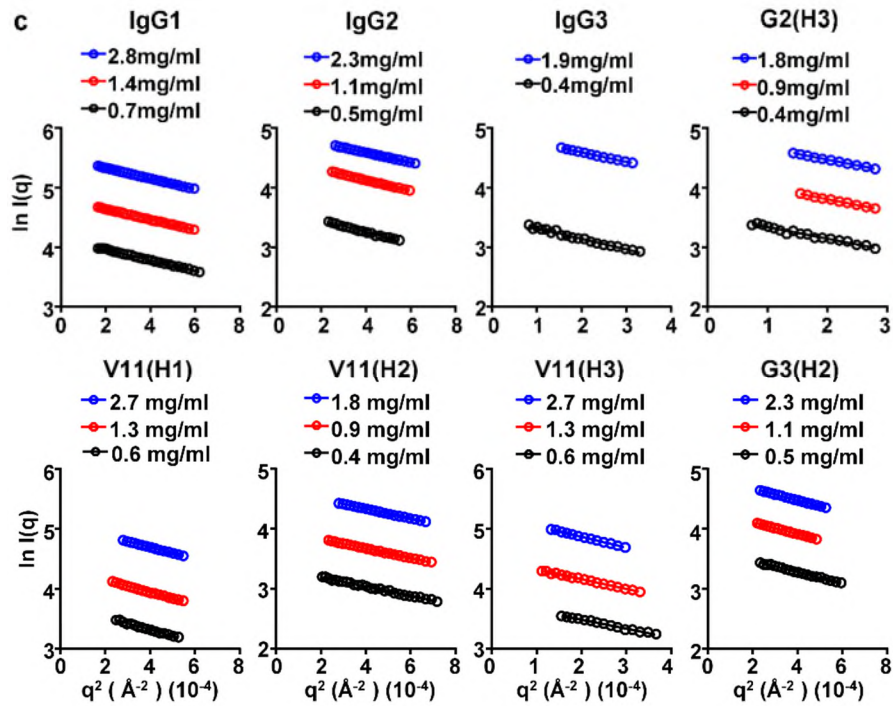 c
IgG1
2.8mg/ml
1.4mg/ml
0.7mg/ml
IgG2
2.3mg/ml
1.1mg/ml
0.5mg/ml
IgG3
1.9mg/ml
0.4mg/ml
G2(H3)
1.8mg/ml
0.9mg/ml
0.4mg/ml
ln I(q)
6
5
4
3
0 2 4 6 8
5
4
3
2
0 2 4 6 8
5
4
3
2
0 1 2 3 4
5
4
3
2
0 1 2 3
V11(H1)
2.7 mg/ml
1.3 mg/ml
0.6 mg/ml
V11(H2)
1.8 mg/ml
0.9 mg/ml
0.4 mg/ml
V11(H3)
2.7 mg/ml
1.3 mg/ml
0.6 mg/ml
G3(H2)
2.3 mg/ml
1.1 mg/ml
0.5 mg/ml
ln I(q)
6
5
4
3
0 2 4 6 8
q² ( Å⁻² ) (10⁻⁴)
5
4
3
2
0 2 4 6 8
q² ( Å⁻² ) (10⁻⁴)
6
5
4
3
0 1 2 3 4
q² ( Å⁻² ) (10⁻⁴)
5
4
3
2
0 2 4 6 8
q² ( Å⁻² ) (10⁻⁴)